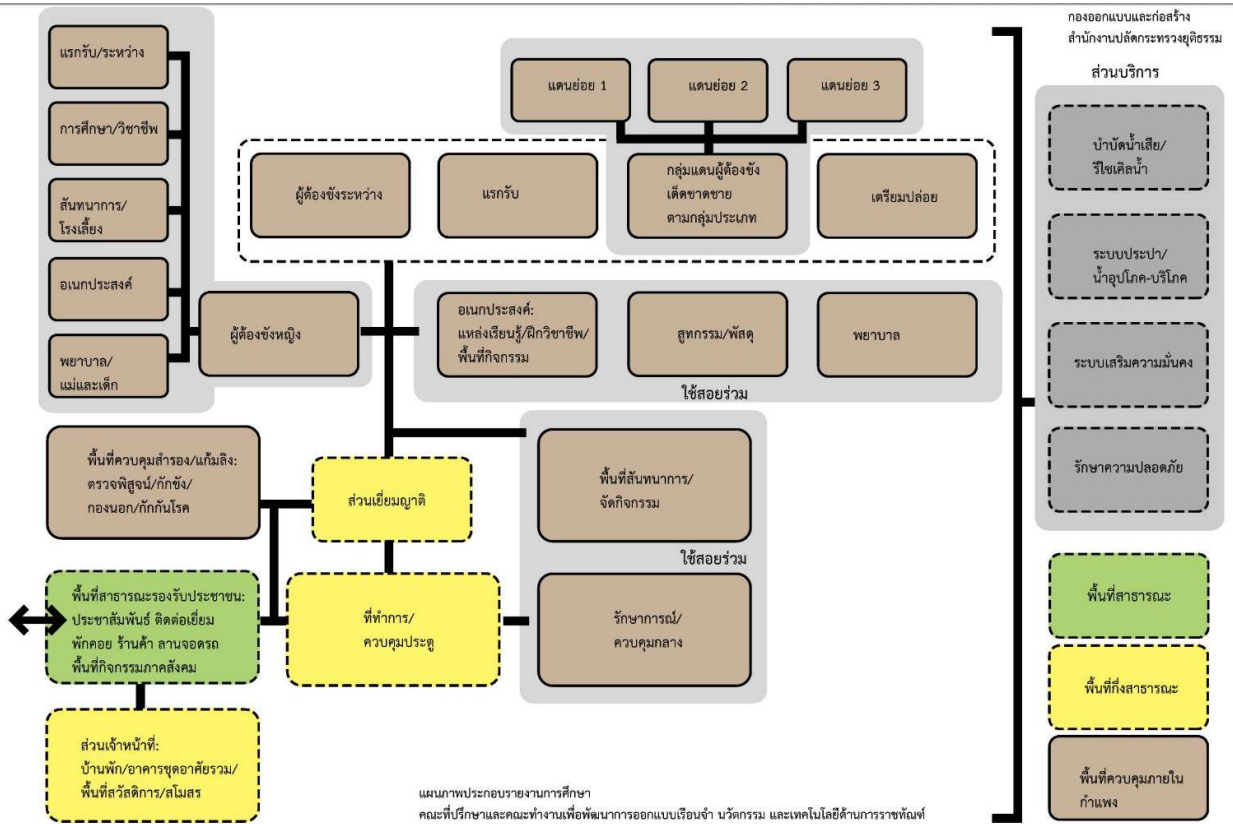 กองออกแบบและก่อสร้าง
สำนักงานปลัดกระทรวงยุติธรรม
ส่วนบริการ
แรกรับ/ระหว่าง
การศึกษา/วิชาชีพ
สันทนาการ/
โรงเลี้ยง
อเนกประสงค์
พยาบาล/
แม่และเด็ก
ผู้ต้องขังหญิง
แดนย่อย 1
แดนย่อย 2
แดนย่อย 3
ผู้ต้องขังระหว่าง
แรกรับ
กลุ่มแดนผู้ต้องขัง
เด็ดขาดชาย
ตามกลุ่มประเภท
เตรียมปล่อย
อเนกประสงค์:
แหล่งเรียนรู้/ฝึกวิชาชีพ/
พื้นที่กิจกรรม
สูทกรรม/พัสดุ
พยาบาล
ใช้สอยร่วม
พื้นที่ควบคุมสำรอง/แก้มลิง:
ตรวจพิสูจน์/กักขัง/
กองนอก/กักกันโรค
ส่วนเยี่ยมญาติ
พื้นที่สันทนาการ/
จัดกิจกรรม
ใช้สอยร่วม
พื้นที่สาธารณะรองรับประชาชน:
ประชาสัมพันธ์ ติดต่อเยี่ยม
พักคอย ร้านค้า ลานจอดรถ
พื้นที่กิจกรรมภาคสังคม
ที่ทำการ/
ควบคุมประตู
รักษาการณ์/
ควบคุมกลาง
ส่วนเจ้าหน้าที่:
บ้านพัก/อาคารชุดอาศัยรวม/
พื้นที่สวัสดิการ/สโมสร
บำบัดน้ำเสีย/
รีไซเคิลน้ำ
ระบบประปา/
น้ำอุปโภค-บริโภค
ระบบเสริมความมั่นคง
รักษาความปลอดภัย
พื้นที่สาธารณะ
พื้นที่กึ่งสาธารณะ
พื้นที่ควบคุมภายใน
กำแพง
แผนภาพประกอบรายงานการศึกษา
คณะที่ปรึกษาและคณะทำงานเพื่อพัฒนาการออกแบบเรือนจำ นวัตกรรม และเทคโนโลยีด้านการราชทัณฑ์